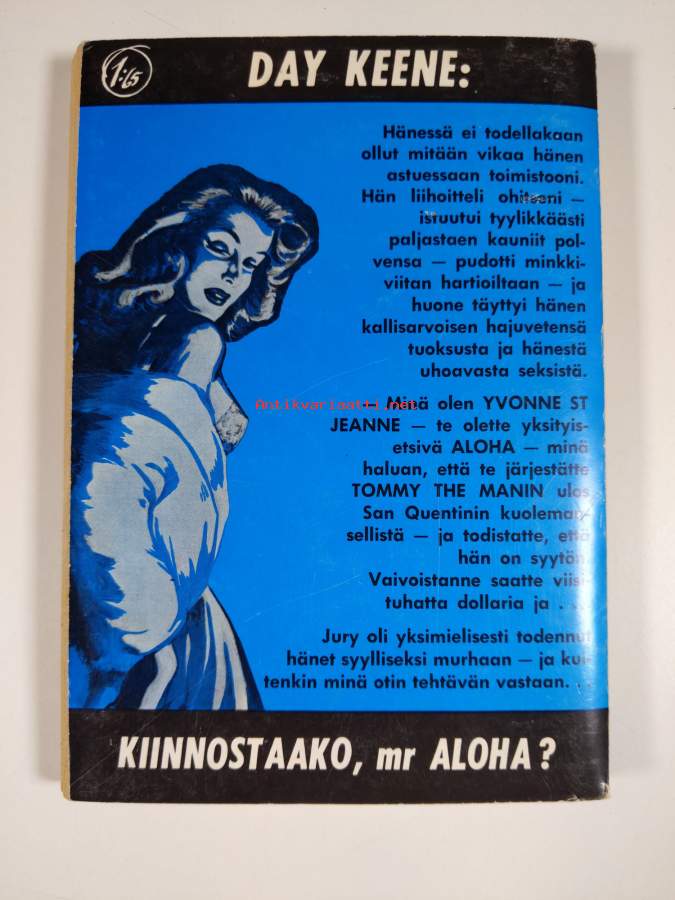 1:65
DAY KEENE:
Hänessä ei todellakaan
ollut mitään vikaa hänen
astuessaan toimistooni.
Hän liihoitteli ohitseni —
istuutui tyylikkäästi
paljastaen kauniit pol-
vensa — pudotti minkki-
viitan hartioiltaan — ja
huone täyttyi hänen
kallisarvoisen hajuvetensä
tuoksusta ja hänestä
uhoavasta seksistä.
Antikvariaatti.net
Minä olen YVONNE ST
JEANNE — te olette yksityis-
etsivä ALOHA — minä
haluan, että te järjestätte
TOMMY THE MANIN ulos
San Quentinin kuoleman-
sellistä — ja todistatte, että
hän on syytön.
Vaivoistanne saatte viisi-
tuhatta dollaria ja . . .
Jury oli yksimielisesti todennut
hänet syylliseksi murhaan — ja kui-
tenkin minä otin tehtävän vastaan. . .
KIINNOSTAAKO, mr ALOHA?